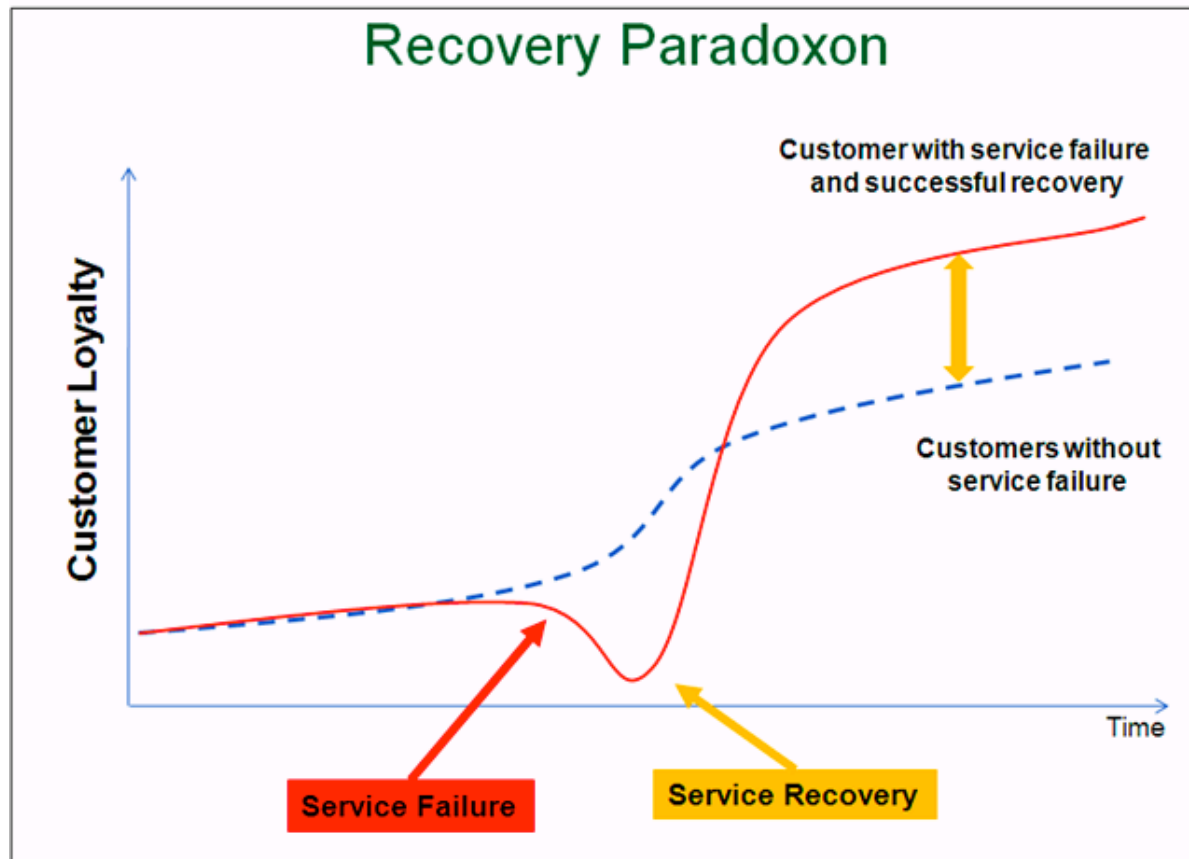 Recovery Paradoxon
Customer with service failure
and successful recovery
Customer Loyalty
Customers without
service failure
Time
Service Failure
Service Recovery